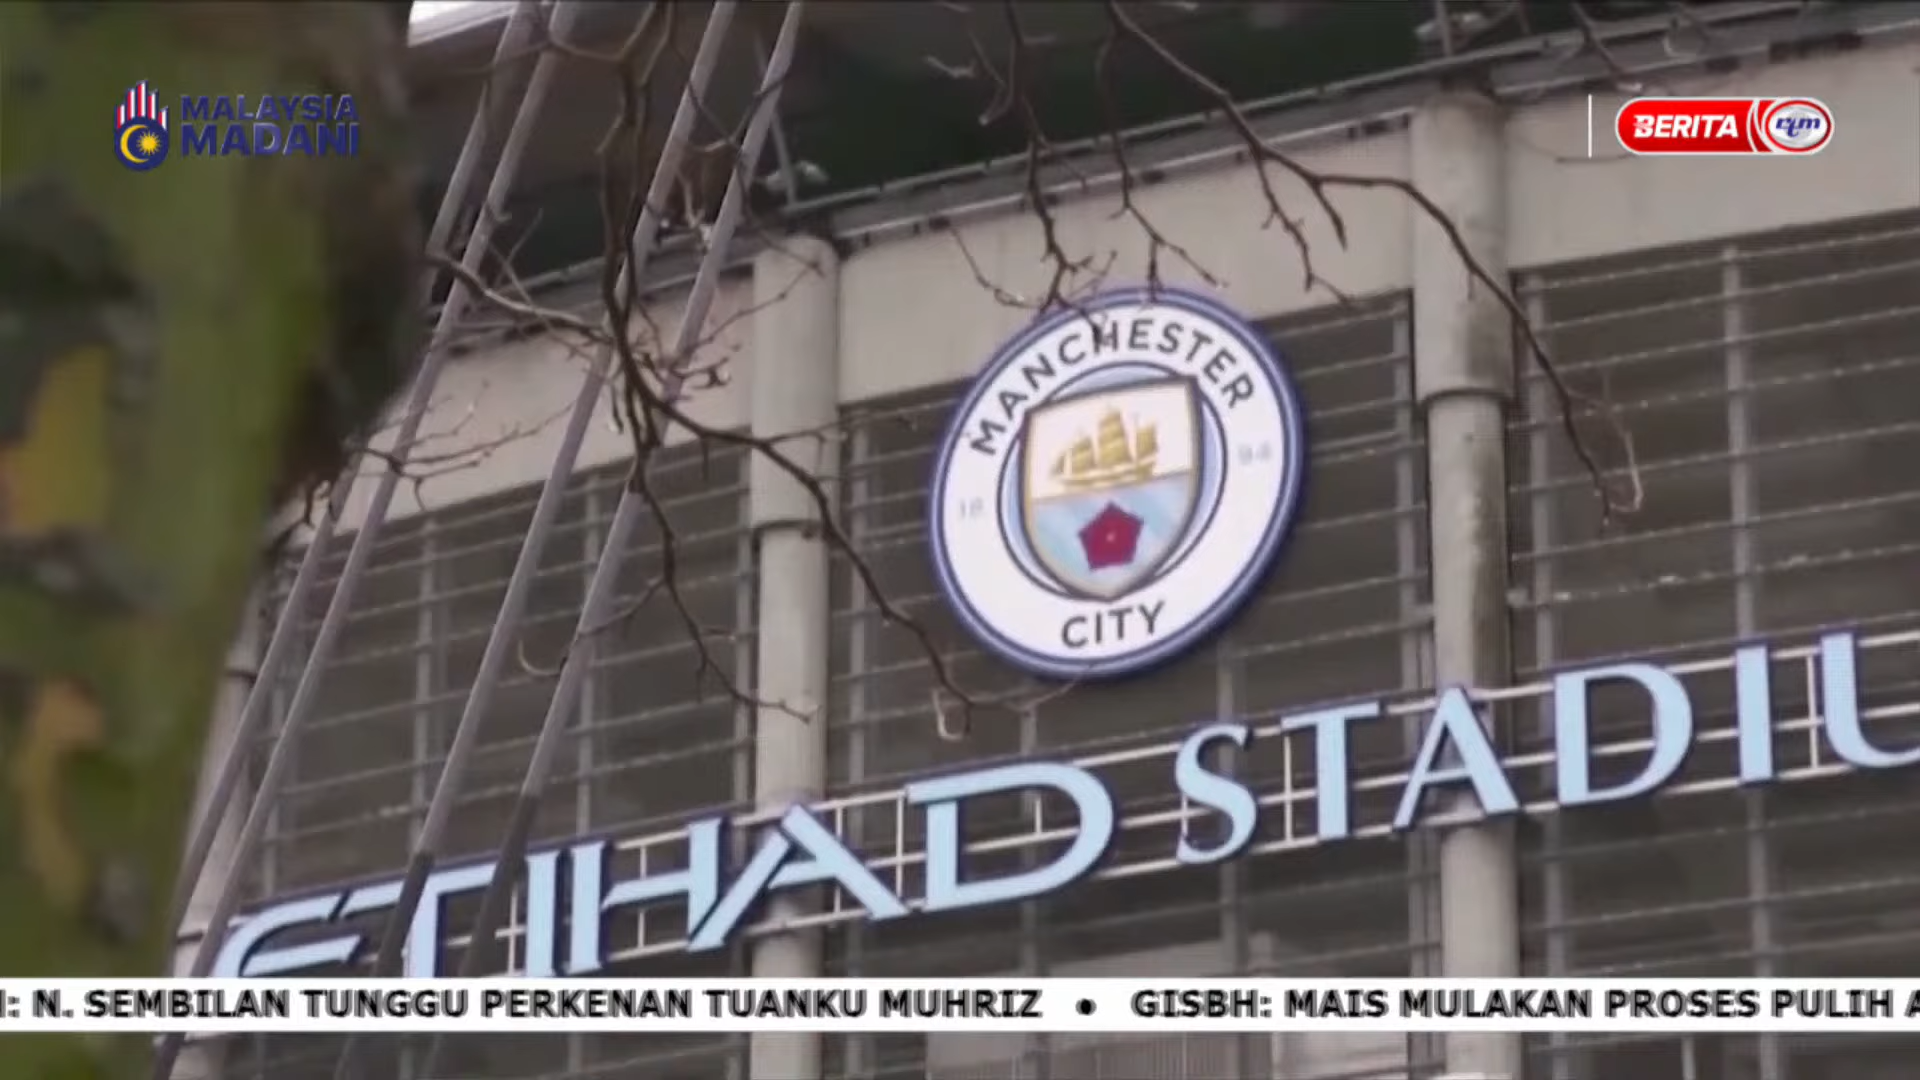 MALAYSIA
MADANI
BERITA rtm
MANCHESTER
18 94
CITY
ETIHAD STADIU
: N. SEMBILAN TUNGGU PERKENAN TUANKU MUHRIZ • GISBH: MAIS MULAKAN PROSES PULIH